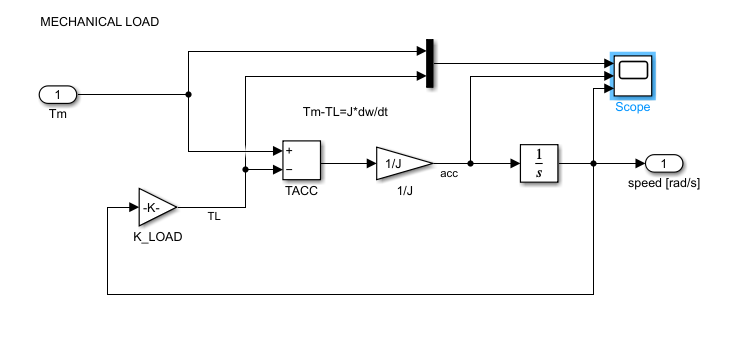 MECHANICAL LOAD
1
Tm
Tm-TL=J*dw/dt
Scope
+
−
TACC
1/J
1/J
acc
1
s
1
speed [rad/s]
-K-
K_LOAD
TL